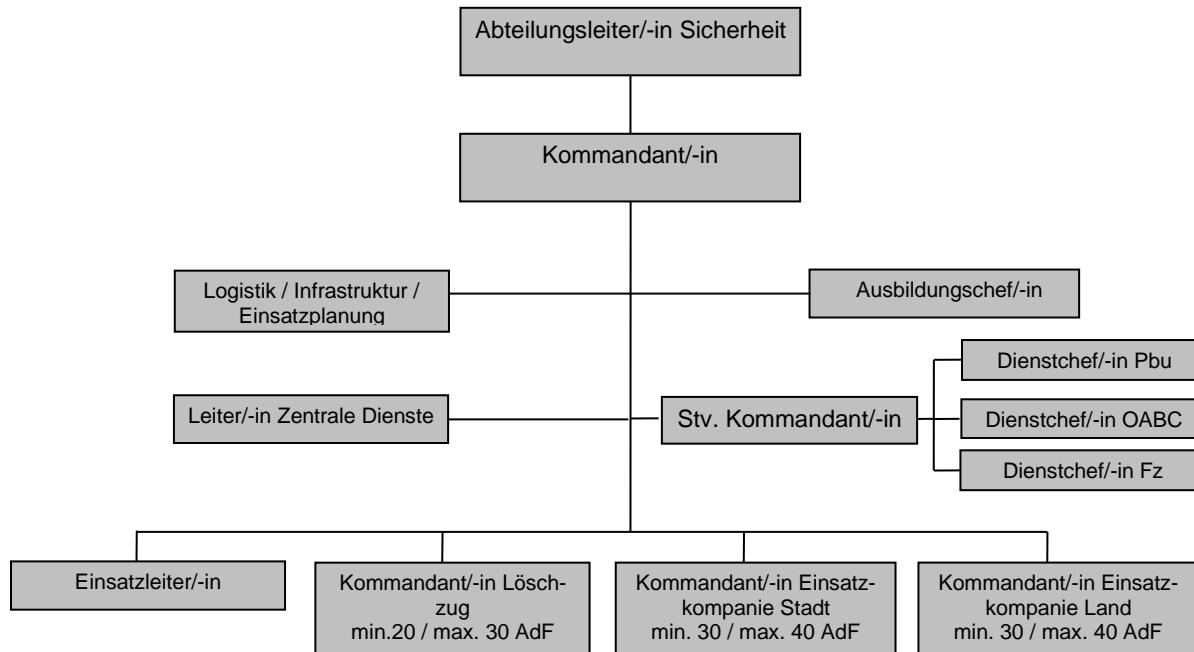 Abteilungsleiter/-in Sicherheit
Kommandant/-in
Logistik / Infrastruktur /
Einsatzplanung
Ausbildungschef/-in
Dienstchef/-in Pbu
Leiter/-in Zentrale Dienste
Stv. Kommandant/-in
Dienstchef/-in OABC
Dienstchef/-in Fz
Einsatzleiter/-in
Kommandant/-in Lösch-
zug
min.20 / max. 30 AdF
Kommandant/-in Einsatz-
kompanie Stadt
min. 30 / max. 40 AdF
Kommandant/-in Einsatz-
kompanie Land
min. 30 / max. 40 AdF